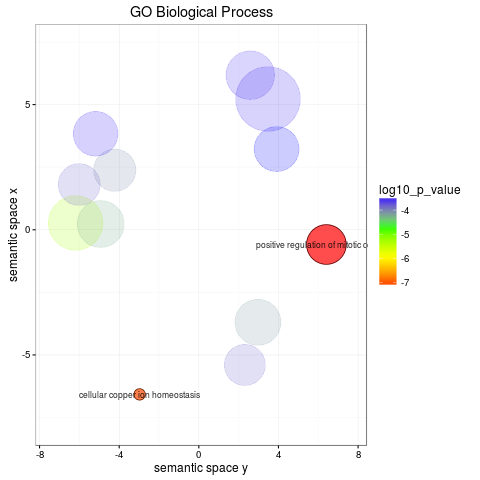 GO Biological Process
5
0
-5
semantic space x
positive regulation of mitotic c
cellular copper ion homeostasis
-8
-4
0
4
8
semantic space y
log10_p_value
-4
-5
-6
-7